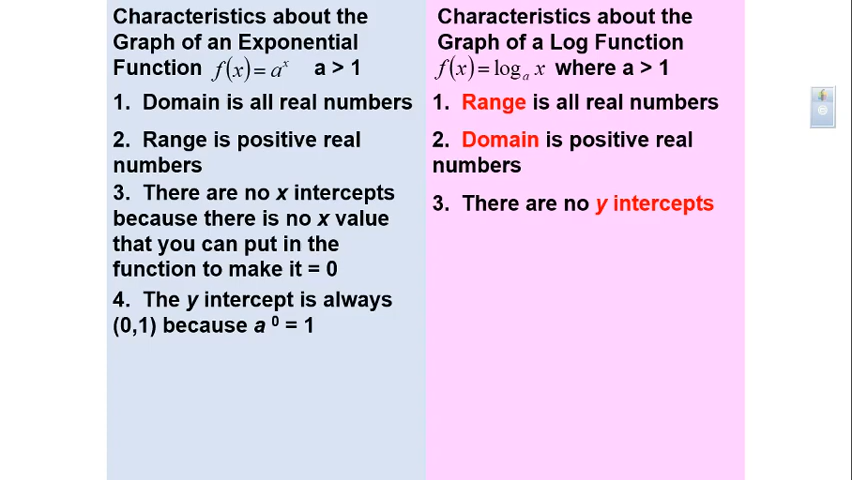 Characteristics about the
Graph of an Exponential
Function f(x) = aˣ a > 1
1. Domain is all real numbers
2. Range is positive real
numbers
3. There are no x intercepts
because there is no x value
that you can put in the
function to make it = 0
4. The y intercept is always
(0,1) because a ⁰ = 1
Characteristics about the
Graph of a Log Function
f(x) = logₐ x where a > 1
1. Range is all real numbers
2. Domain is positive real
numbers
3. There are no y intercepts